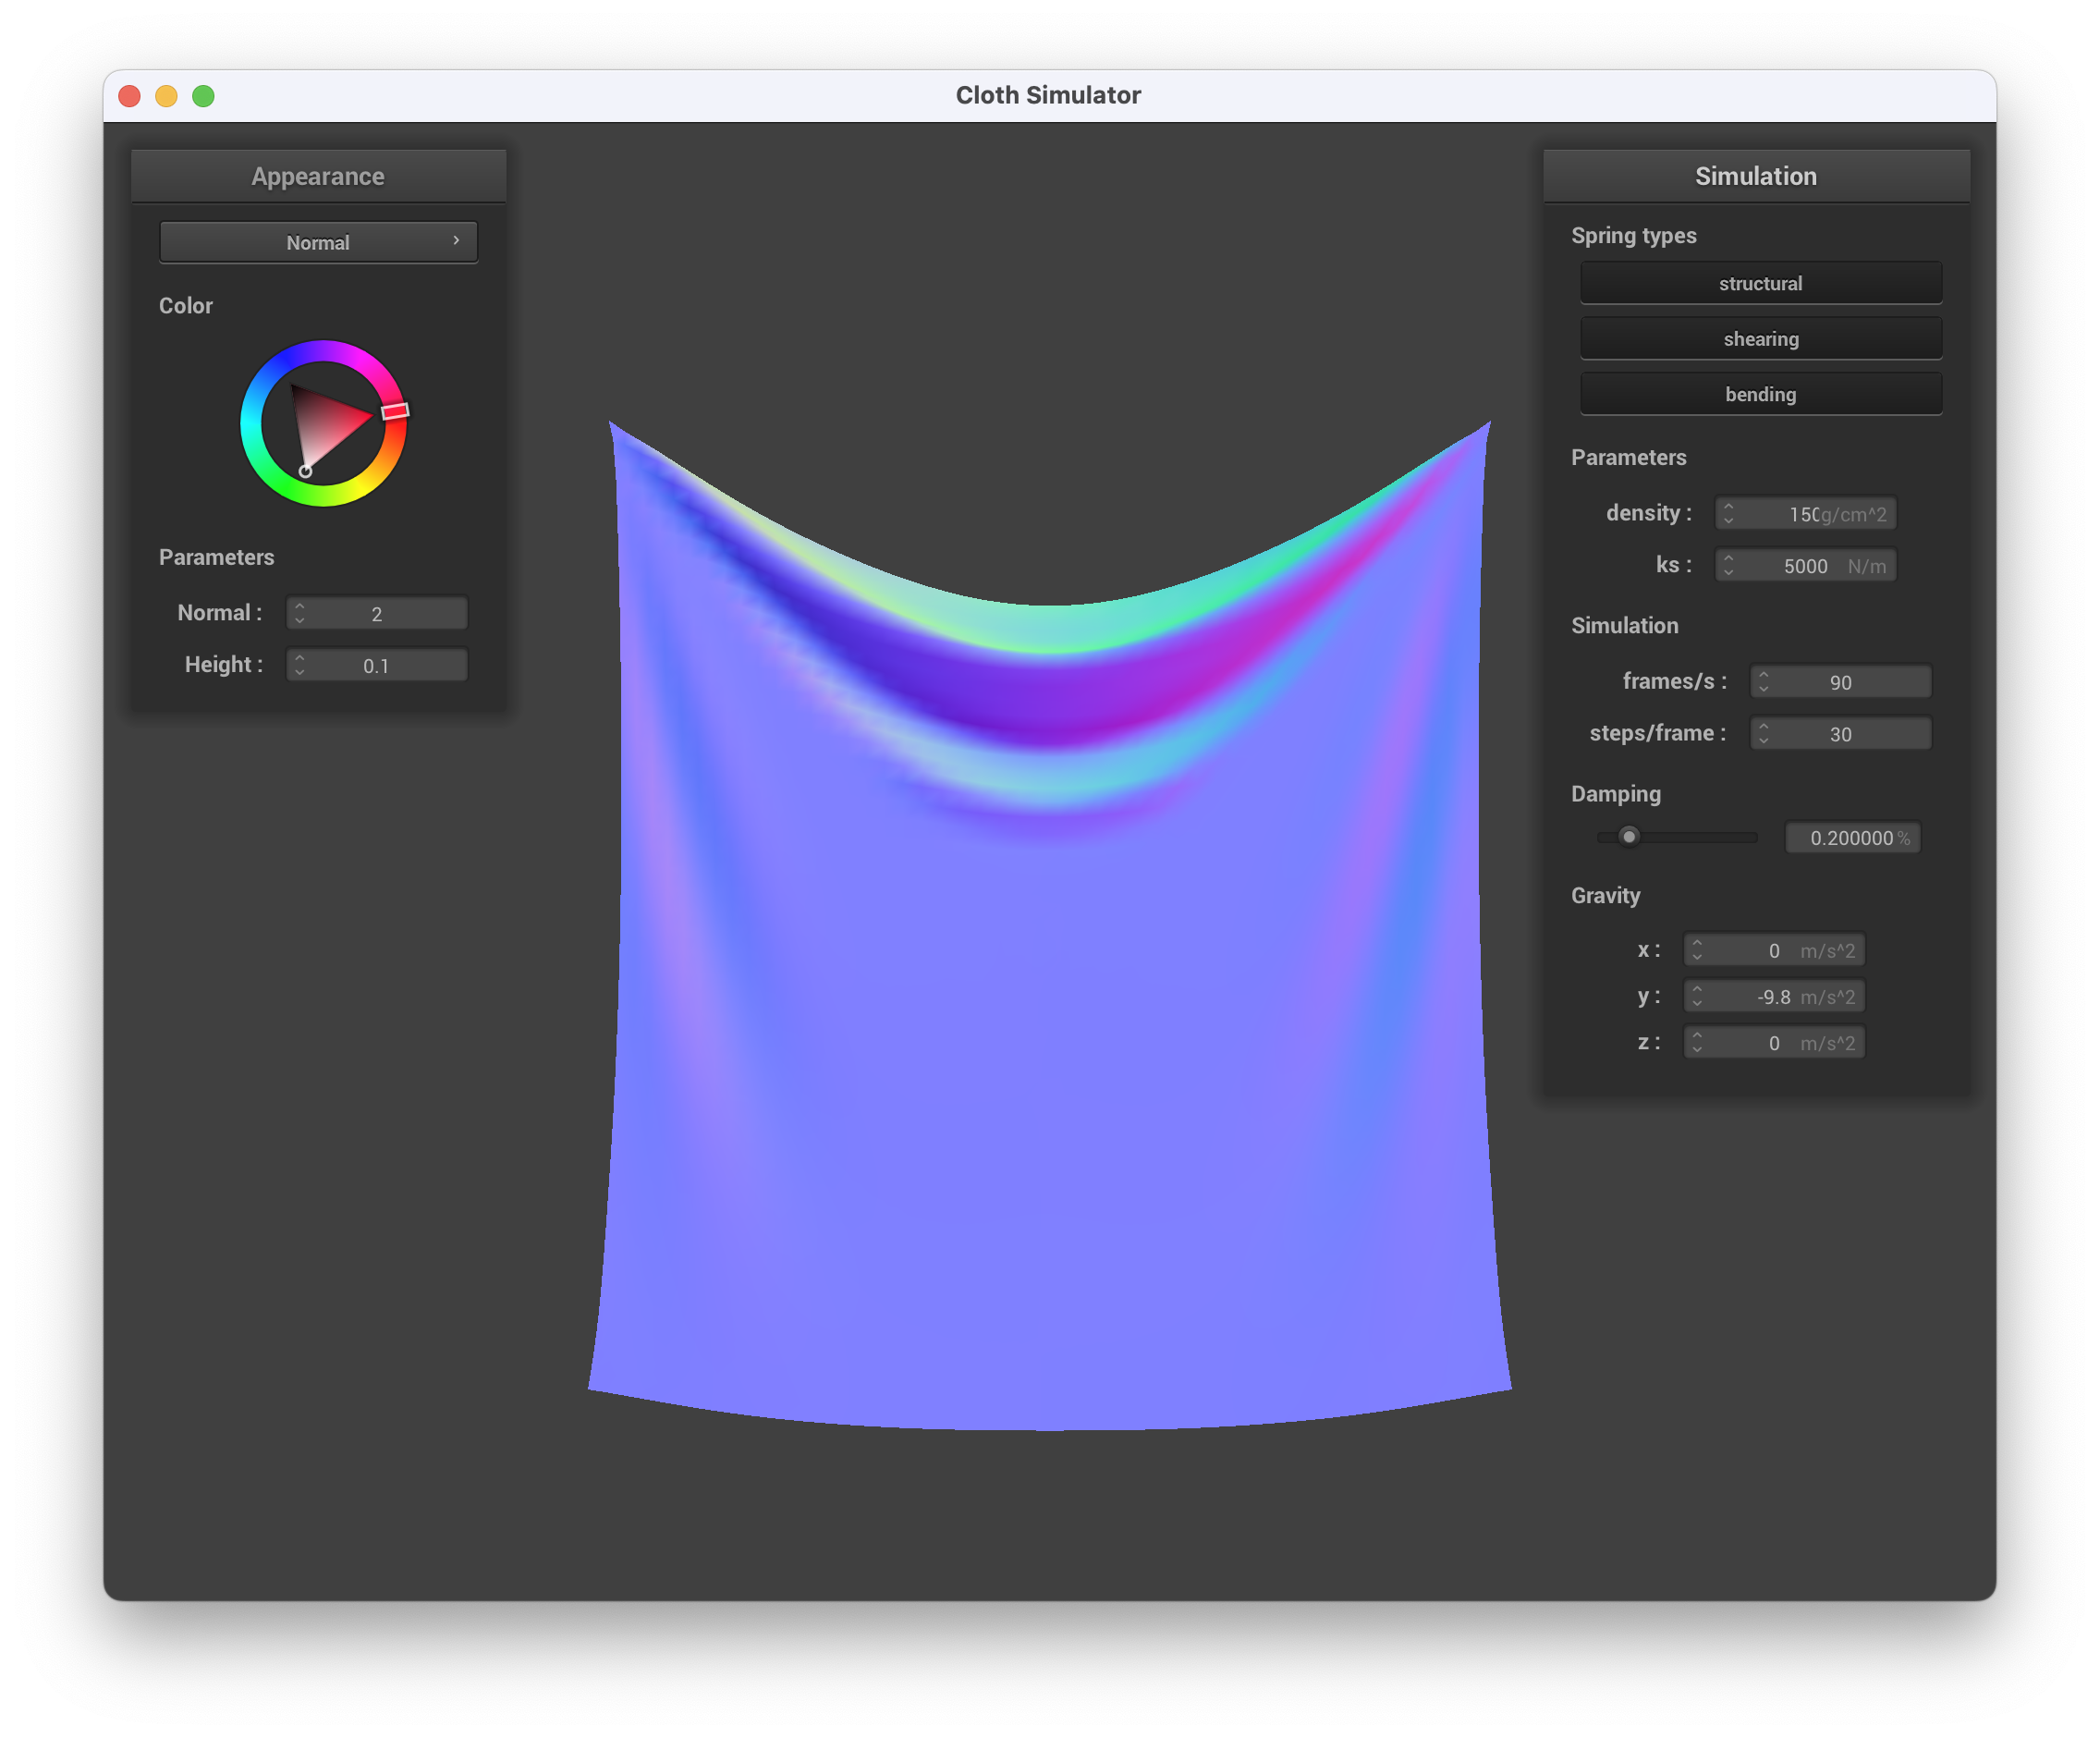 Cloth Simulator
Appearance
Normal
Color
Parameters
Normal : 2
Height : 0.1
Simulation
Spring types
structural
shearing
bending
Parameters
density : 150 g/cm^2
ks : 5000 N/m
Simulation
frames/s : 90
steps/frame : 30
Damping
0.200000 %
Gravity
x : 0 m/s^2
y : -9.8 m/s^2
z : 0 m/s^2